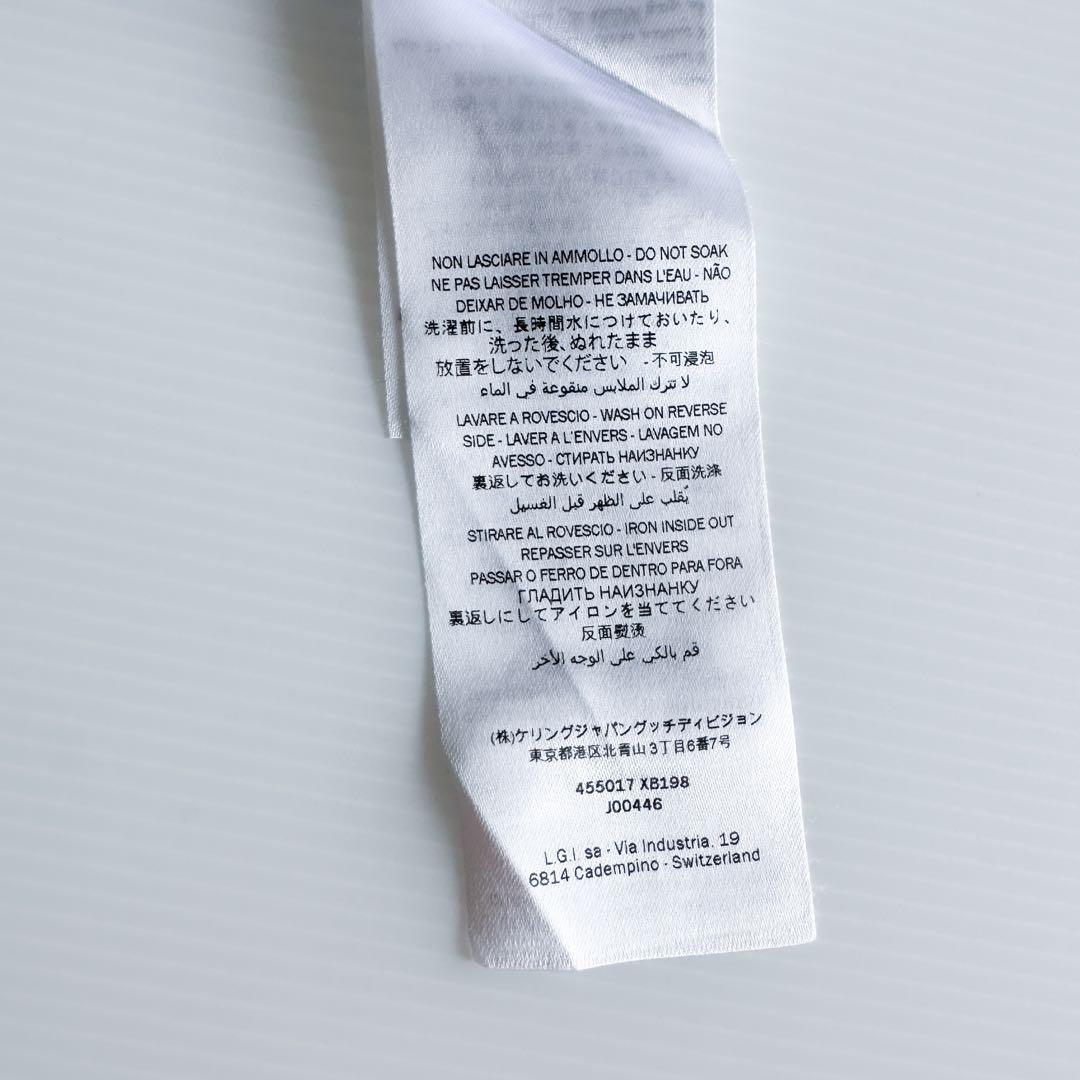 NON LASCIARE IN AMMOLLO - DO NOT SOAK
NE PAS LAISSER TREMPER DANS L'EAU - NÃO
DEIXAR DE MOLHO - НЕ ЗАМАЧИВАТЬ
洗濯前に、長時間水につけておいたり、
洗った後、ぬれたまま
放置をしないでください - 不可浸泡
لا تترك الملابس منقوعة في الماء
LAVARE A ROVESCIO - WASH ON REVERSE
SIDE - LAVER A L'ENVERS - LAVAGEM NO
AVESSO - СТИРАТЬ НАИЗНАНКУ
裏返してお洗いください - 反面洗涤
يُقلب على الظهر قبل الغسيل
STIRARE AL ROVESCIO - IRON INSIDE OUT
REPASSER SUR L'ENVERS
PASSAR O FERRO DE DENTRO PARA FORA
ГЛАДИТЬ НАИЗНАНКУ
裏返しにしてアイロンを当ててください
反面熨烫
قم بالكي على الوجه الآخر
(株)ケリングジャパングッチディビジョン
東京都港区北青山3丁目6番7号
455017 XB198
J00446
L.G.I. sa - Via Industria, 19
6814 Cadempino - Switzerland